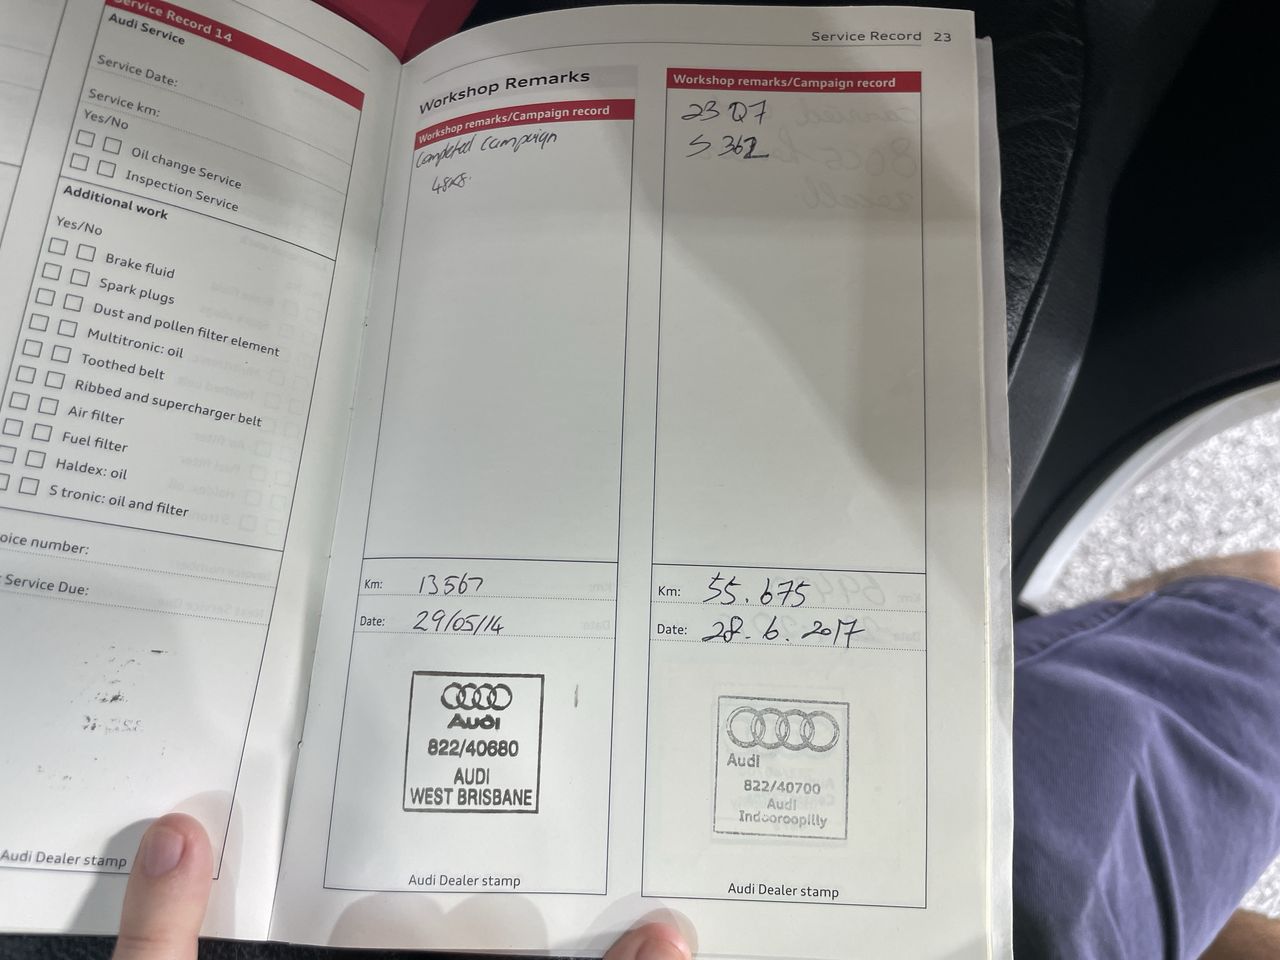 Service Record 14
Audi Service
Service Date:
Service km:
Yes/No
Oil change Service
Inspection Service
Additional work
Yes/No
Brake fluid
Spark plugs
Dust and pollen filter element
Multitronic: oil
Toothed belt
Ribbed and supercharger belt
Air filter
Fuel filter
Haldex: oil
S tronic: oil and filter
oice number:
Service Due:
Audi Dealer stamp
Service Record 23
Workshop Remarks
Workshop remarks/Campaign record
Completed campaign
Km: 13567
Date: 29/05/14
Audi
822/40680
AUDI
WEST BRISBANE
Audi Dealer stamp
Workshop remarks/Campaign record
23 Q7
Km: 55.675
Date: 28.6.2017
Audi
822/40700
Audi
Indooroopilly
Audi Dealer stamp